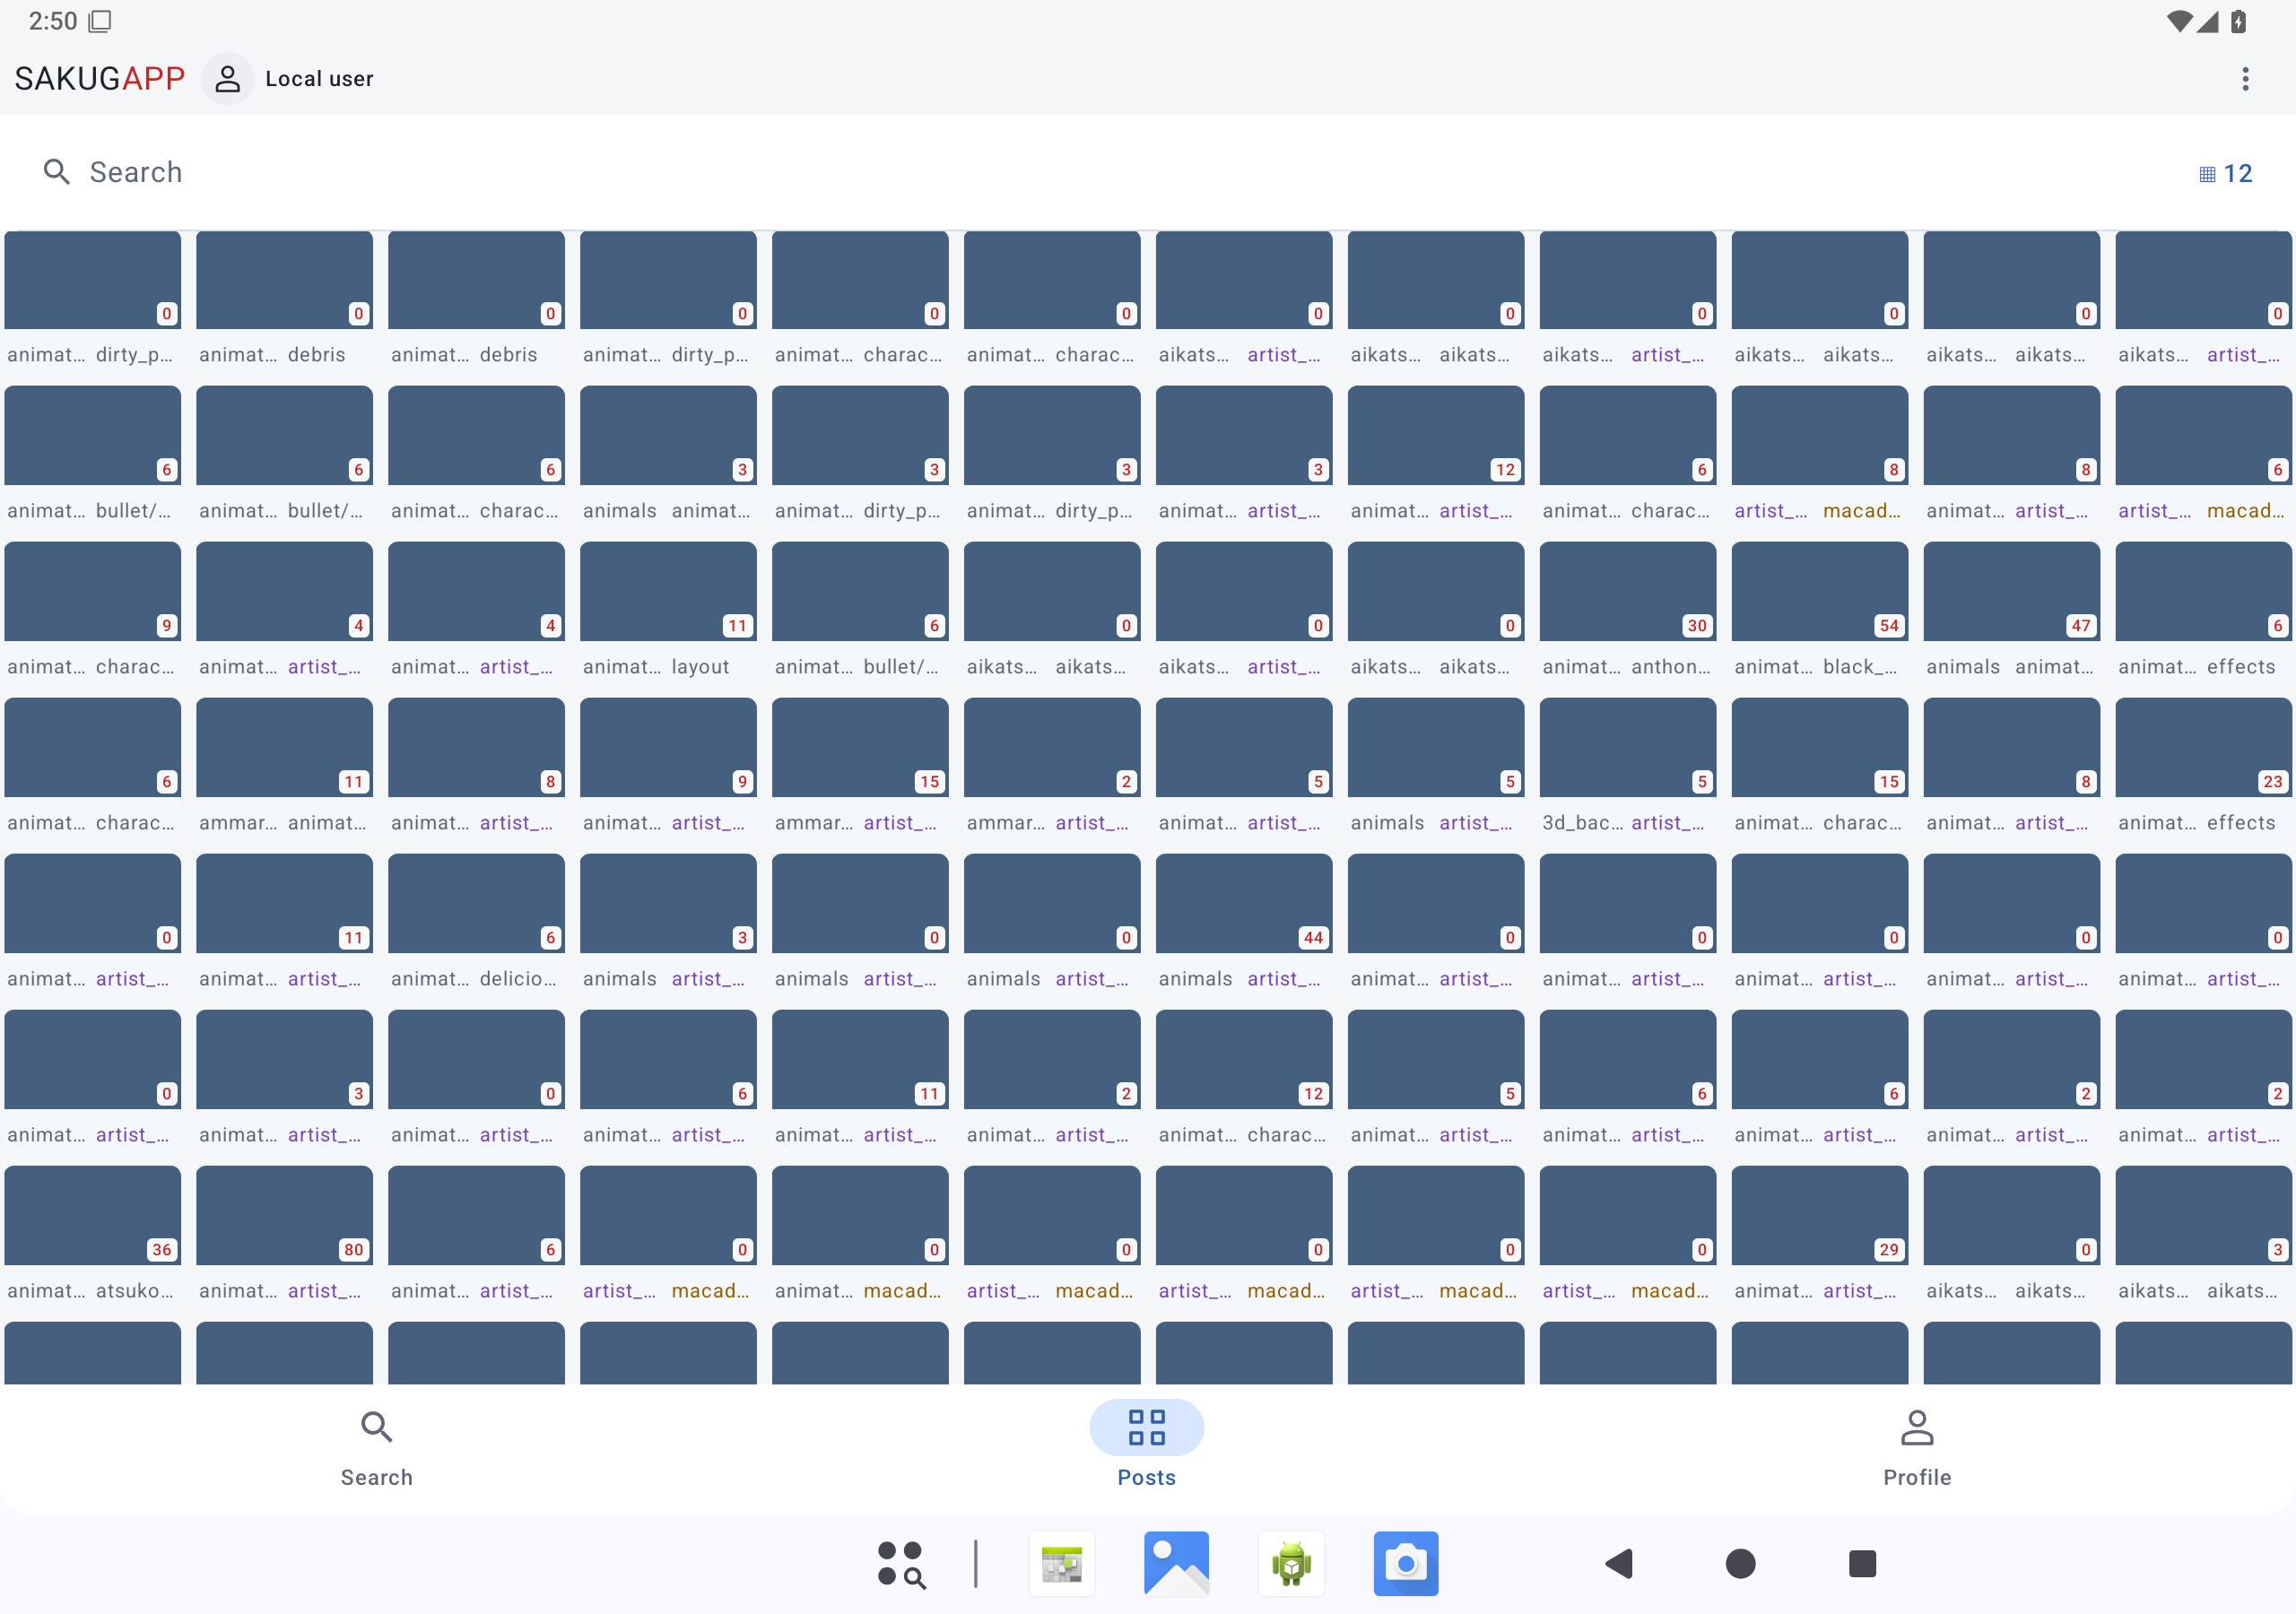 2:50
SAKUGAPP Local user
Search 12
0 0 0 0 0 0 0 0 0 0 0 0
animat... dirty_p... animat... debris animat... debris animat... dirty_p... animat... charac... animat... charac... aikats... artist_... aikats... aikats... aikats... artist_... aikats... aikats... aikats... aikats... aikats... artist_...
6 6 6 3 3 3 3 12 6 8 8 6
animat... bullet/... animat... bullet/... animat... charac... animals animat... animat... dirty_p... animat... dirty_p... animat... artist_... animat... artist_... animat... charac... artist_... macad... animat... artist_... artist_... macad...
9 4 4 11 6 0 0 0 30 54 47 6
animat... charac... animat... artist_... animat... artist_... animat... layout animat... bullet/... aikats... aikats... aikats... artist_... aikats... aikats... animat... anthon... animat... black_... animals animat... animat... effects
6 11 8 9 15 2 5 5 5 15 8 23
animat... charac... ammar... animat... animat... artist_... animat... artist_... ammar... artist_... ammar... artist_... animat... artist_... animals artist_... 3d_bac... artist_... animat... charac... animat... artist_... animat... effects
0 11 6 3 0 0 44 0 0 0 0 0
animat... artist_... animat... artist_... animat... delicio... animals artist_... animals artist_... animals artist_... animals artist_... animat... artist_... animat... artist_... animat... artist_... animat... artist_... animat... artist_...
0 3 0 6 11 2 12 5 6 6 2 2
animat... artist_... animat... artist_... animat... artist_... animat... artist_... animat... artist_... animat... artist_... animat... charac... animat... artist_... animat... artist_... animat... artist_... animat... artist_... animat... artist_...
36 80 6 0 0 0 0 0 0 29 0 3
animat... atsuko... animat... artist_... animat... artist_... artist_... macad... animat... macad... artist_... macad... artist_... macad... artist_... macad... artist_... macad... animat... artist_... aikats... aikats... aikats... aikats...
Search Posts Profile